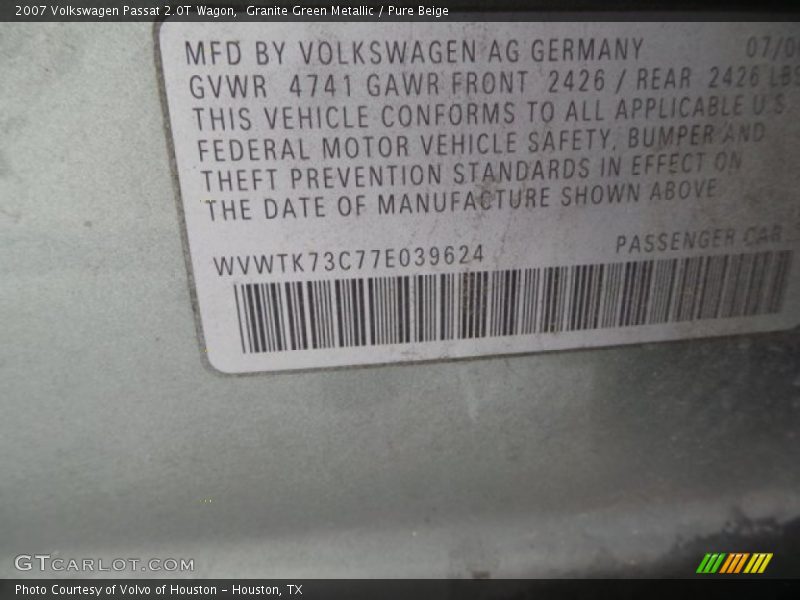 2007 Volkswagen Passat 2.0T Wagon, Granite Green Metallic / Pure Beige
MFD BY VOLKSWAGEN AG GERMANY 07/0
GVWR 4741 GAWR FRONT 2426 / REAR 2426 LBS
THIS VEHICLE CONFORMS TO ALL APPLICABLE U.S.
FEDERAL MOTOR VEHICLE SAFETY, BUMPER AND
THEFT PREVENTION STANDARDS IN EFFECT ON
THE DATE OF MANUFACTURE SHOWN ABOVE
WVWTK73C77E039624 PASSENGER CAR
GTCARLOT.COM
Photo Courtesy of Volvo of Houston - Houston, TX